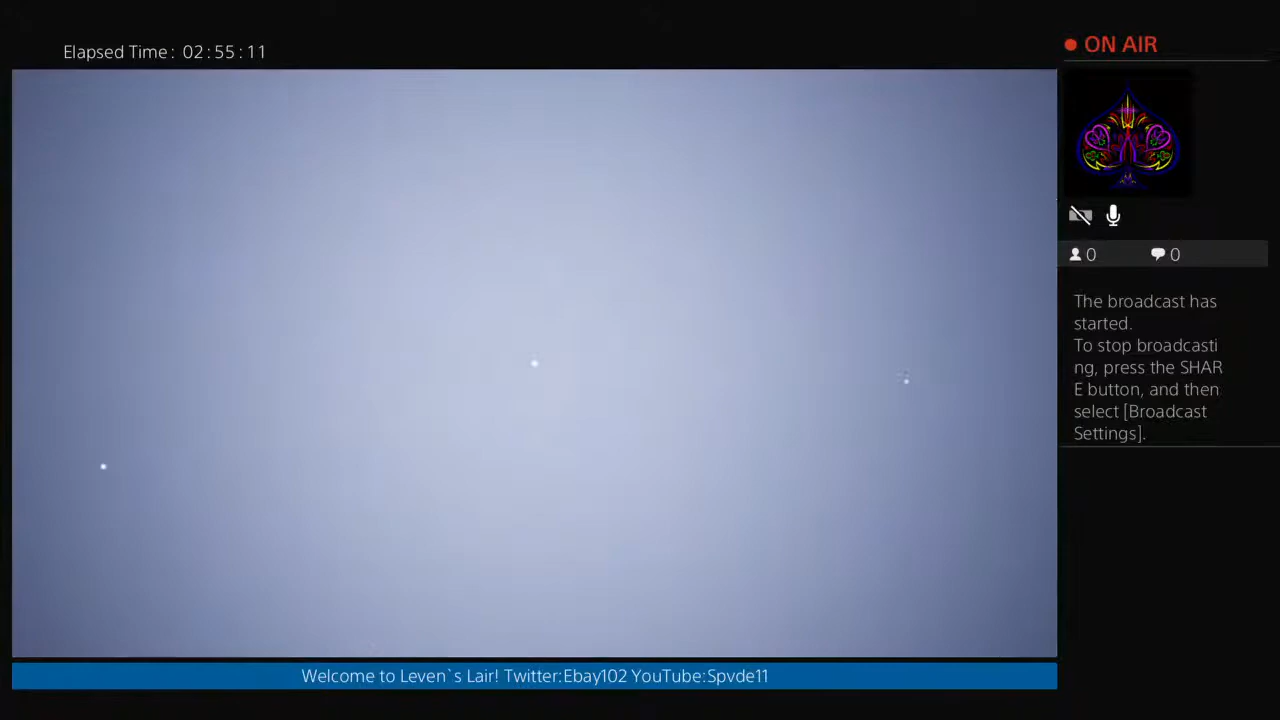 Elapsed Time: 02:55:11
ON AIR
0 0
The broadcast has
started.
To stop broadcasti
ng, press the SHAR
E button, and then
select [Broadcast
Settings].
Welcome to Leven`s Lair! Twitter:Ebay102 YouTube:Spvde11